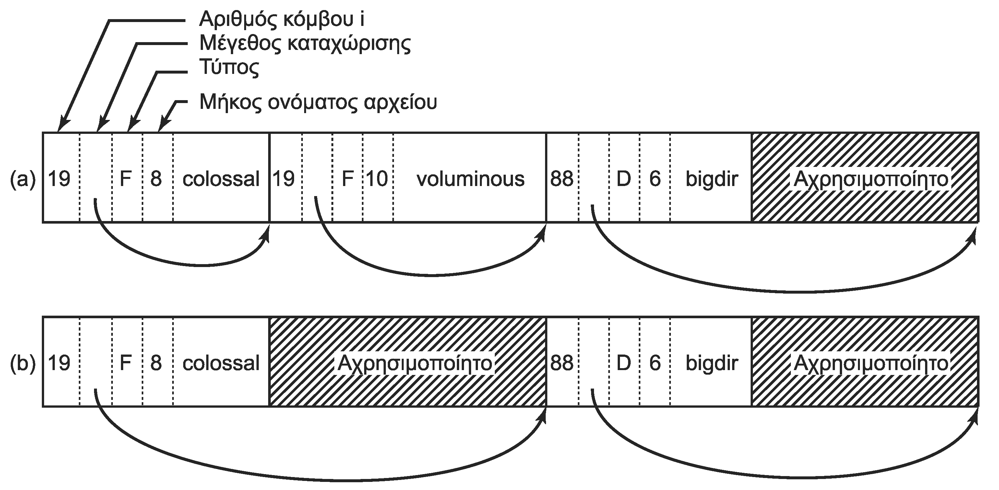 Αριθμός κόμβου i
Μέγεθος καταχώρισης
Τύπος
Μήκος ονόματος αρχείου
(a) 19 F 8 colossal 19 F 10 voluminous 88 D 6 bigdir Αχρησιμοποίητο
(b) 19 F 8 colossal Αχρησιμοποίητο 88 D 6 bigdir Αχρησιμοποίητο